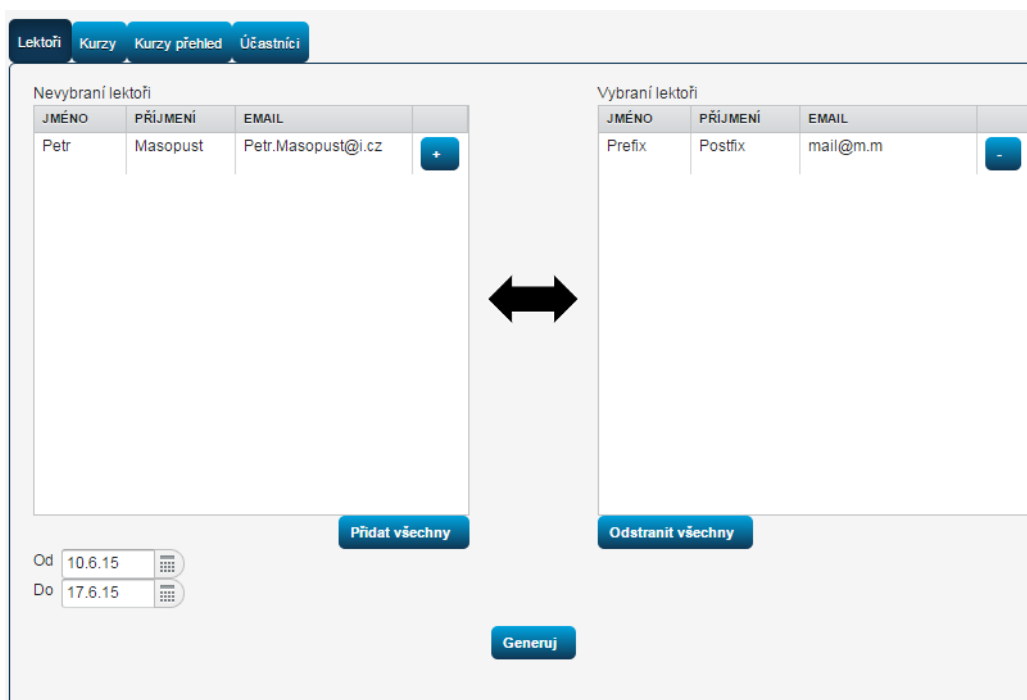 Lektoři Kurzy Kurzy přehled Účastníci
Nevybraní lektoři
JMÉNO PŘÍJMENÍ EMAIL
Petr Masopust Petr.Masopust@i.cz +
Přidat všechny
Vybraní lektoři
JMÉNO PŘÍJMENÍ EMAIL
Prefix Postfix mail@m.m -
Odstranit všechny
Od 10.6.15
Do 17.6.15
Generuj